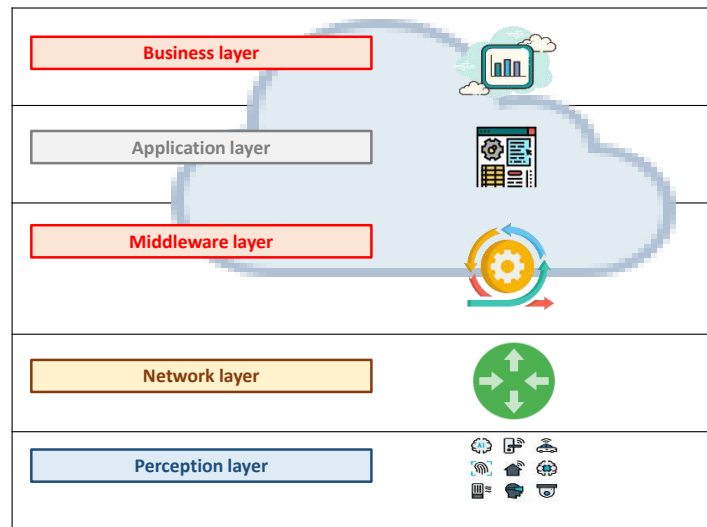 Business layer
Application layer
Middleware layer
Network layer
Perception layer